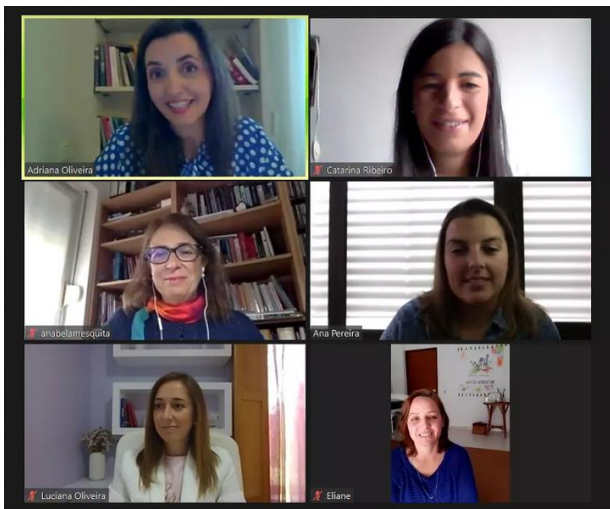 Adriana Oliveira
Catarina Ribeiro
anabelamesquita
Ana Pereira
Luciana Oliveira
Eliane